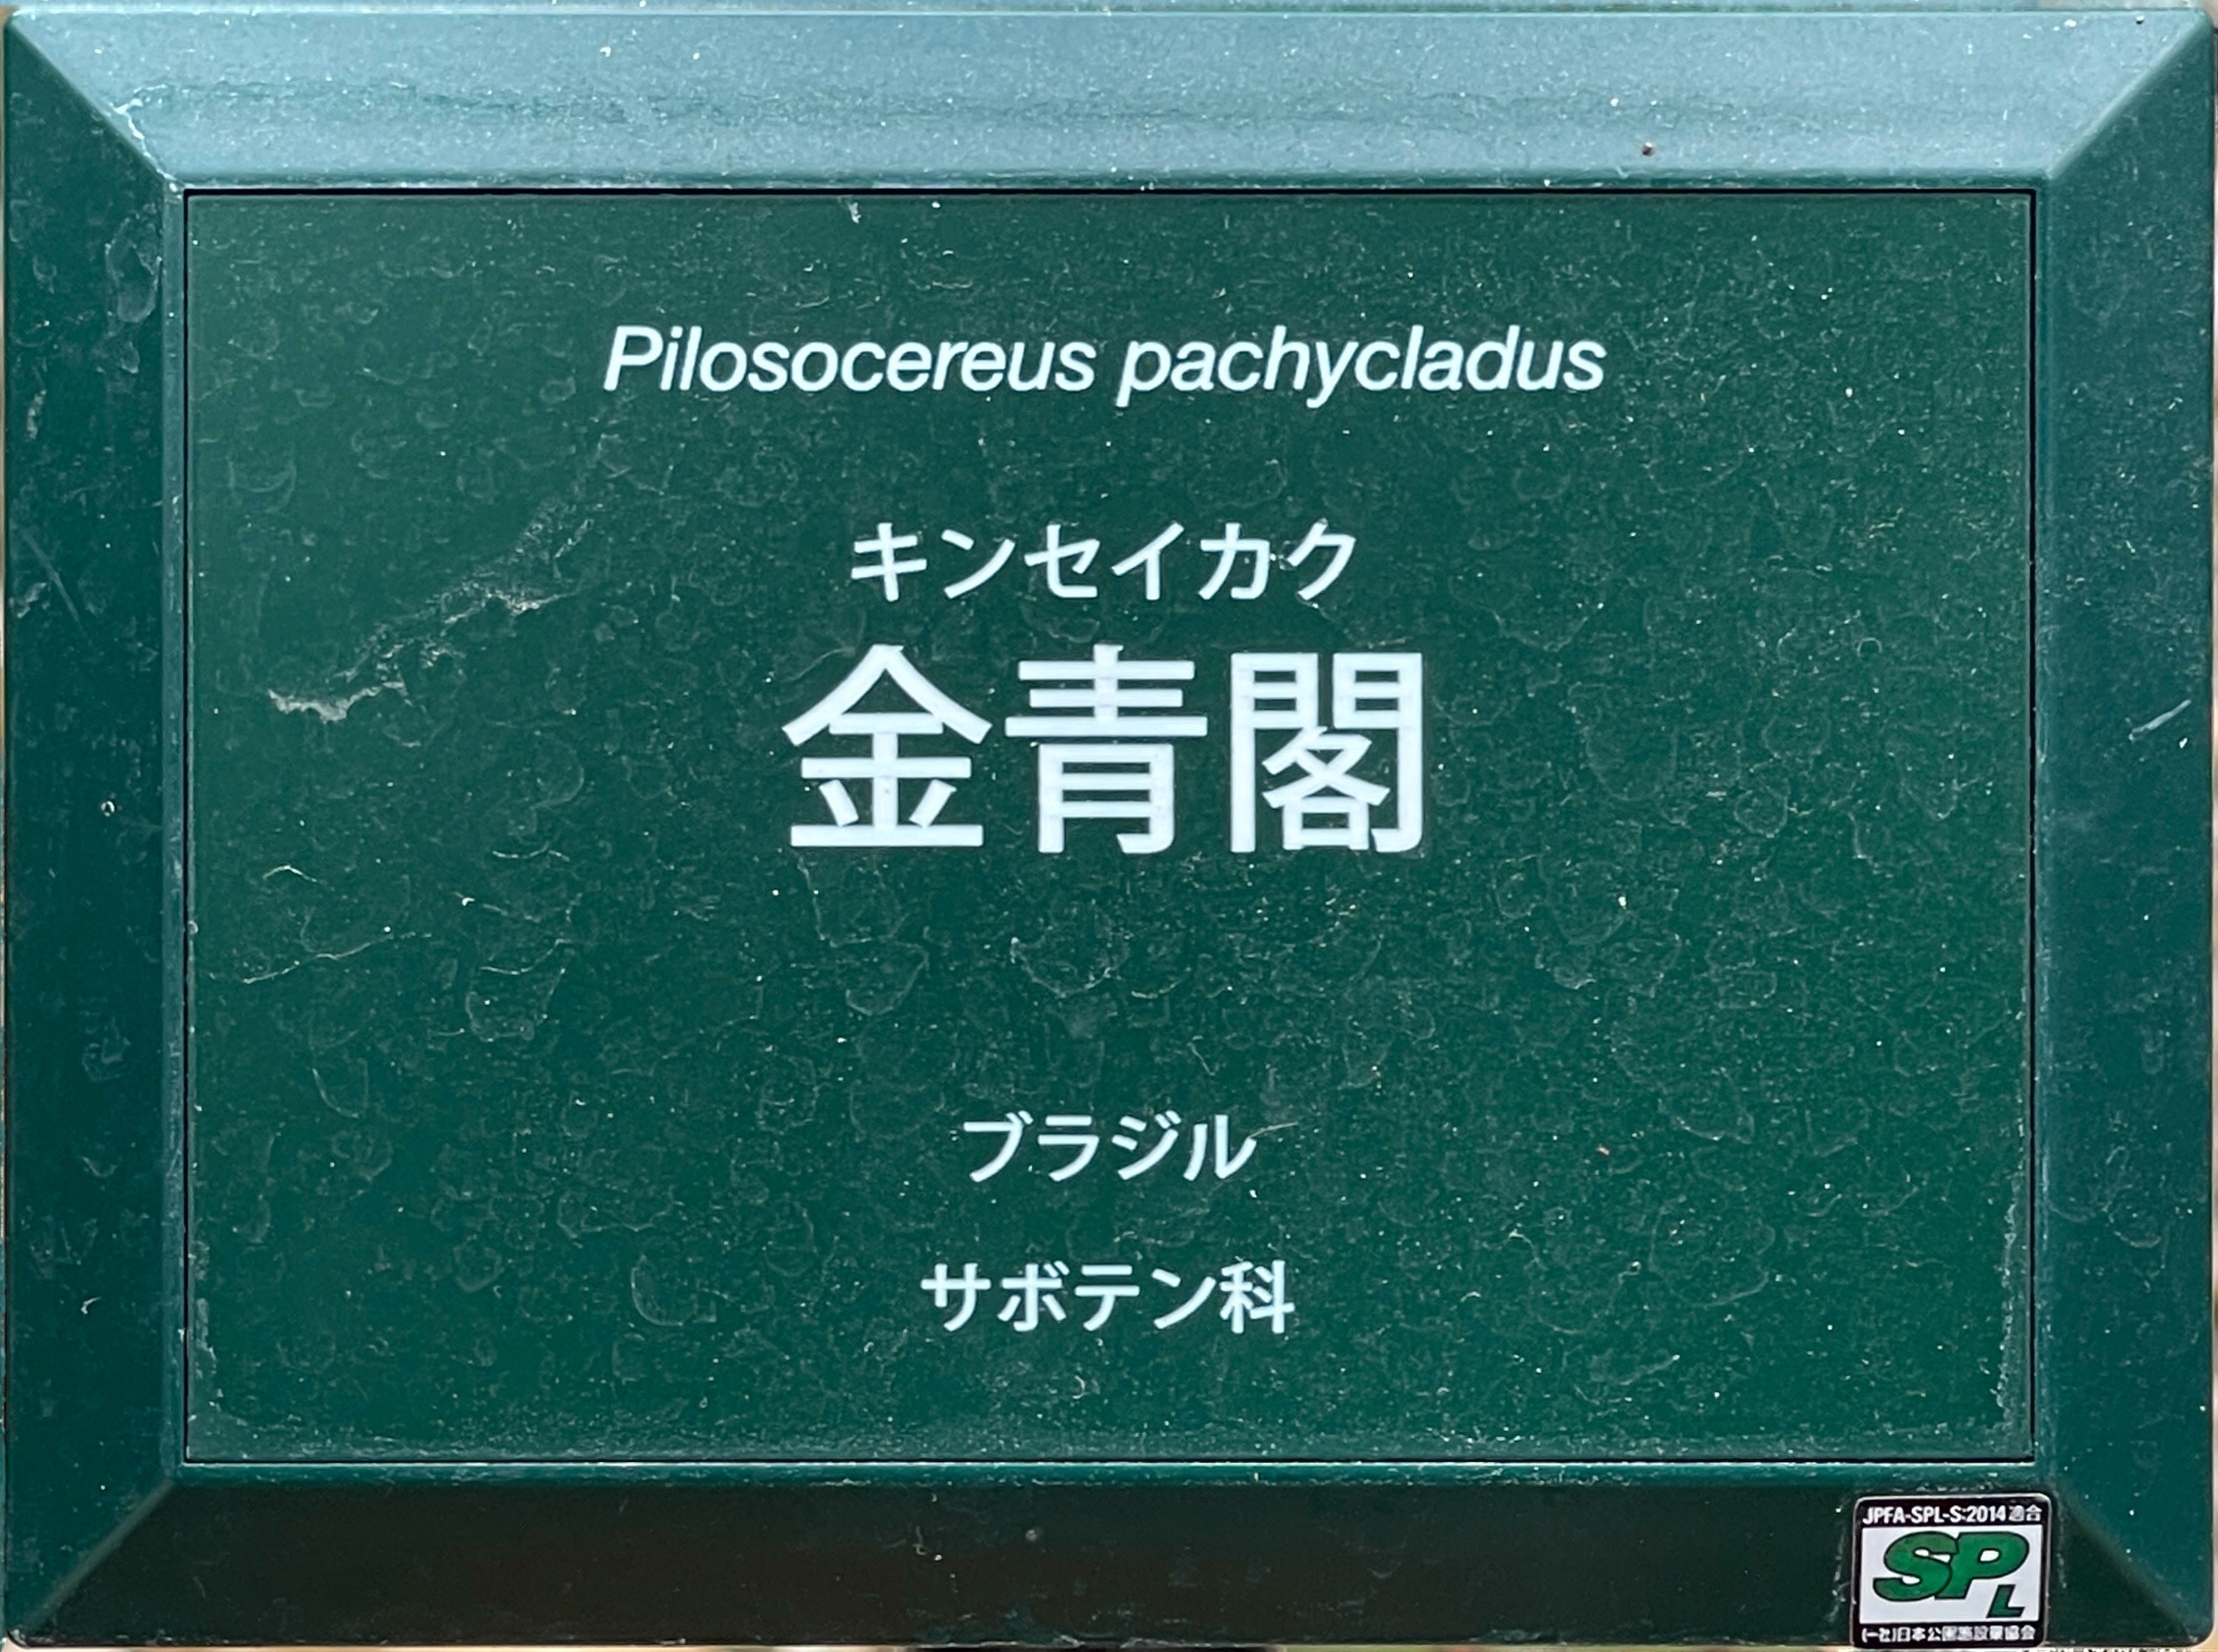 Pilosocereus pachycladus
キンセイカク
金青閣
ブラジル
サボテン科
JPFA-SPL-S:2014適合
SPL
(一社)日本公園施設業協会